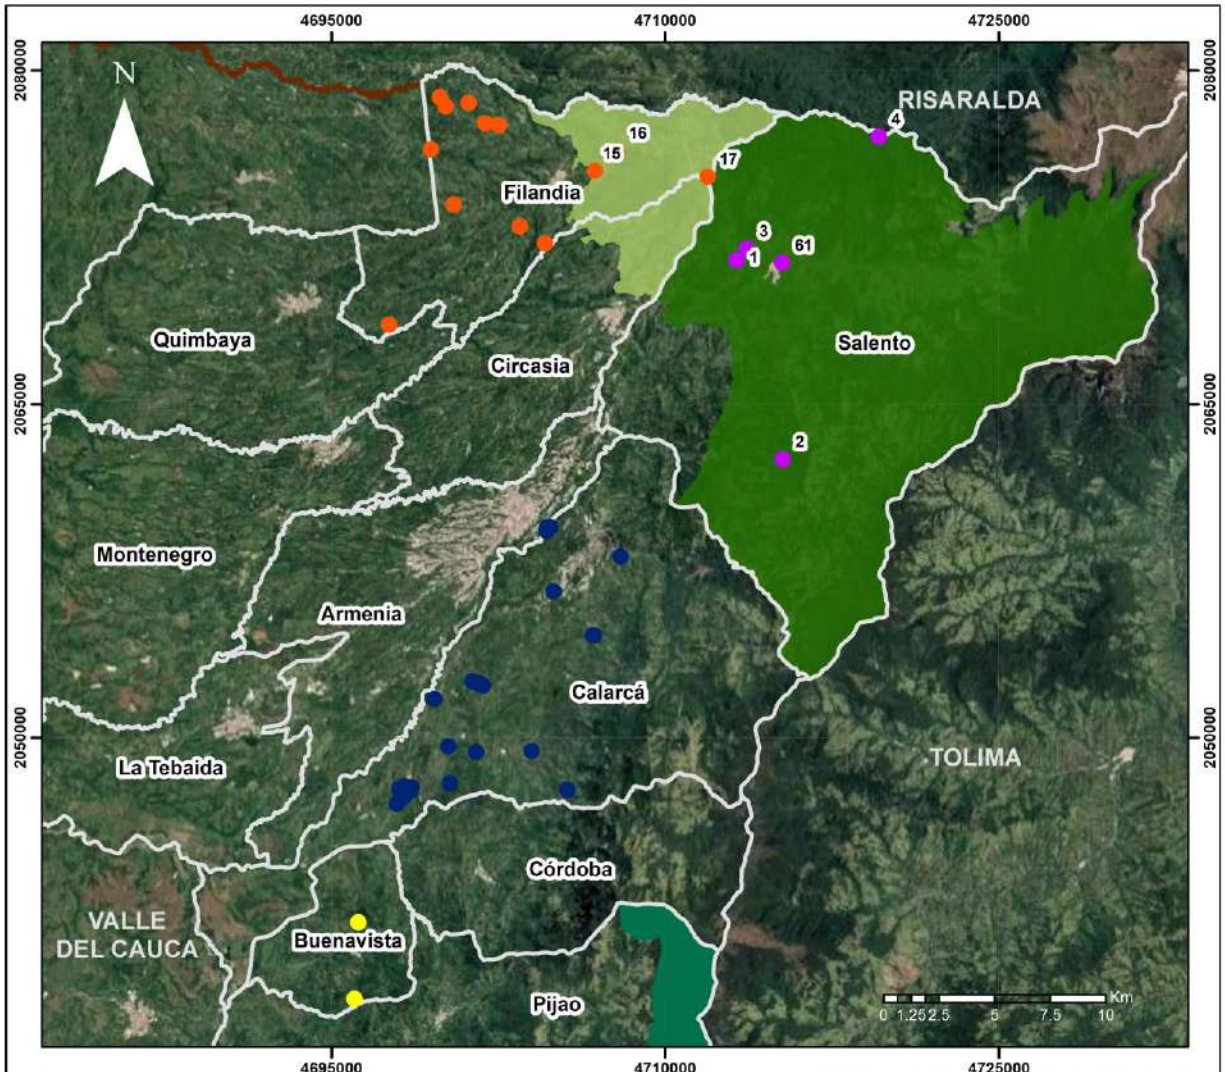 4695000
4710000
4725000
2080000
2080000
N
RISARALDA
4
16
15
17
Filandia
3
61
1
Salento
Quimbaya
Circasia
2065000
2065000
2
Montenegro
Armenia
Calarcá
2050000
2050000
La Tebaida
TOLIMA
Córdoba
VALLE
DEL CAUCA
Buenavista
Pijao
Km
0 1.25 2.5 5 7.5 10
4695000
4710000
4725000